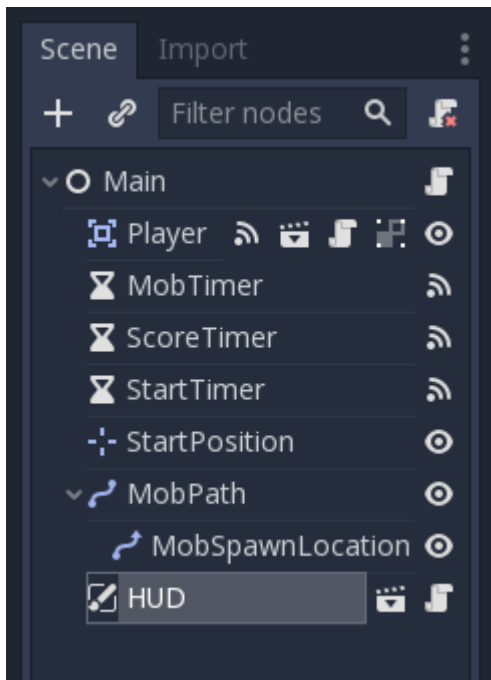 Scene Import
Filter nodes
Main
Player
MobTimer
ScoreTimer
StartTimer
StartPosition
MobPath
MobSpawnLocation
HUD